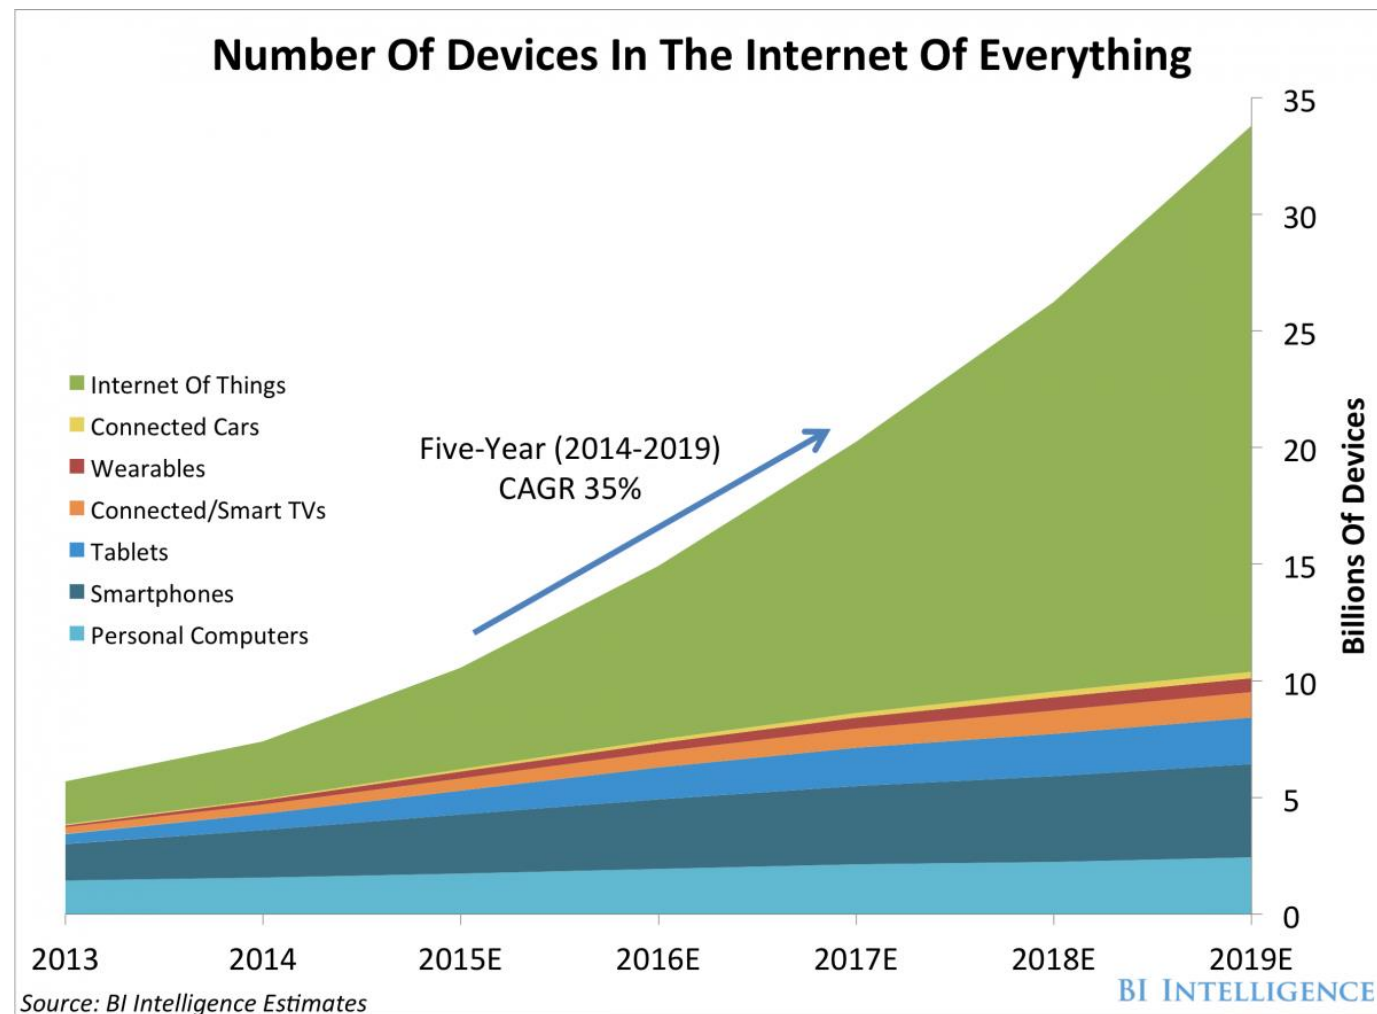 Number Of Devices In The Internet Of Everything
35
30
25
20
15
10
5
0
Billions Of Devices
Internet Of Things
Connected Cars
Wearables
Connected/Smart TVs
Tablets
Smartphones
Personal Computers
Five-Year (2014-2019)
CAGR 35%
2013 2014 2015E 2016E 2017E 2018E 2019E
Source: BI Intelligence Estimates
BI INTELLIGENCE